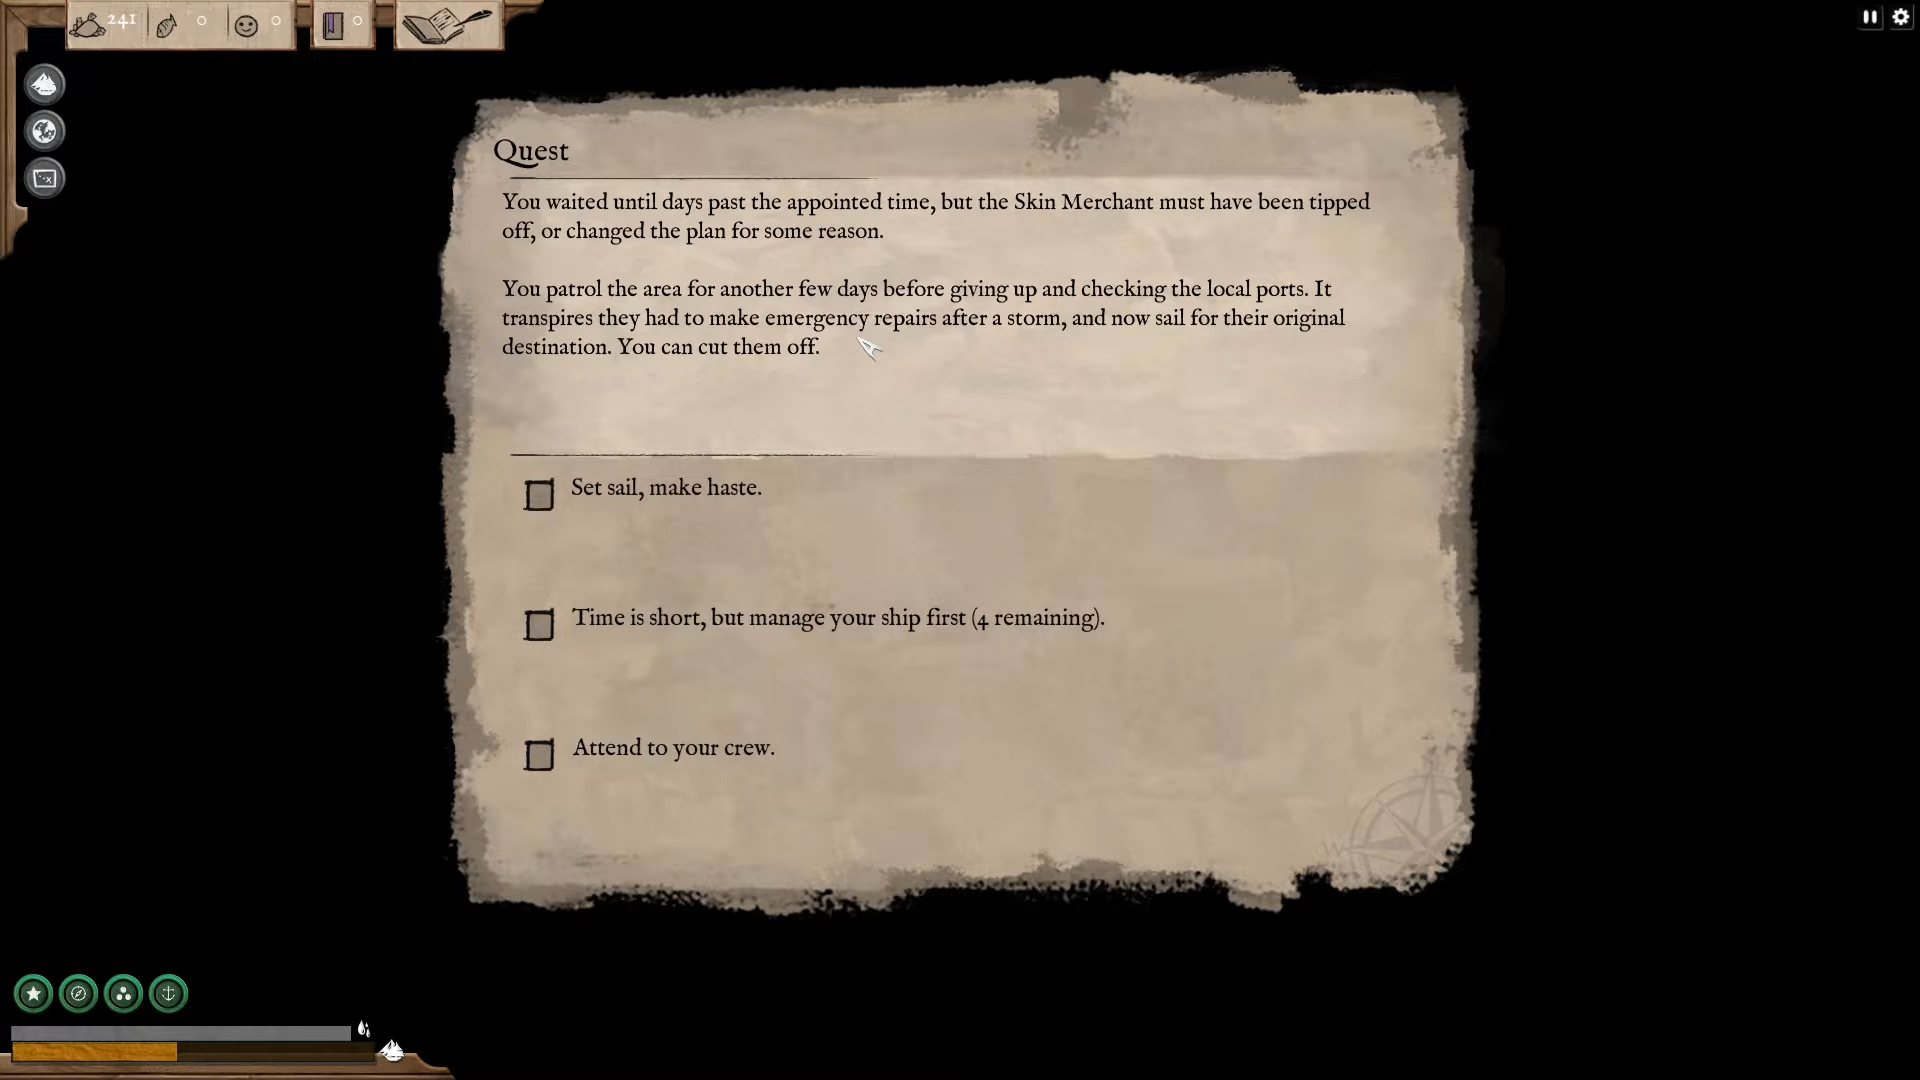 241
0
0
0
Quest
You waited until days past the appointed time, but the Skin Merchant must have been tipped
off, or changed the plan for some reason.
You patrol the area for another few days before giving up and checking the local ports. It
transpires they had to make emergency repairs after a storm, and now sail for their original
destination. You can cut them off.
Set sail, make haste.
Time is short, but manage your ship first (4 remaining).
Attend to your crew.